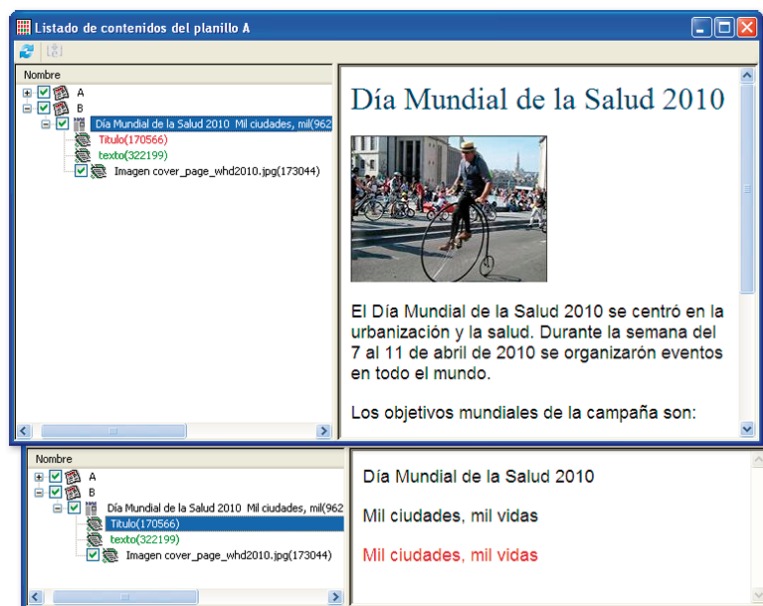 Listado de contenidos del planillo A
Nombre
A
B
Día Mundial de la Salud 2010 Mil ciudades, mil(962
Titulo(170566)
texto(322199)
Imagen cover_page_whd2010.jpg(173044)
Día Mundial de la Salud 2010
El Día Mundial de la Salud 2010 se centró en la
urbanización y la salud. Durante la semana del
7 al 11 de abril de 2010 se organizarón eventos
en todo el mundo.
Los objetivos mundiales de la campaña son:
Nombre
A
B
Día Mundial de la Salud 2010 Mil ciudades, mil(962
Titulo(170566)
texto(322199)
Imagen cover_page_whd2010.jpg(173044)
Día Mundial de la Salud 2010
Mil ciudades, mil vidas
Mil ciudades, mil vidas